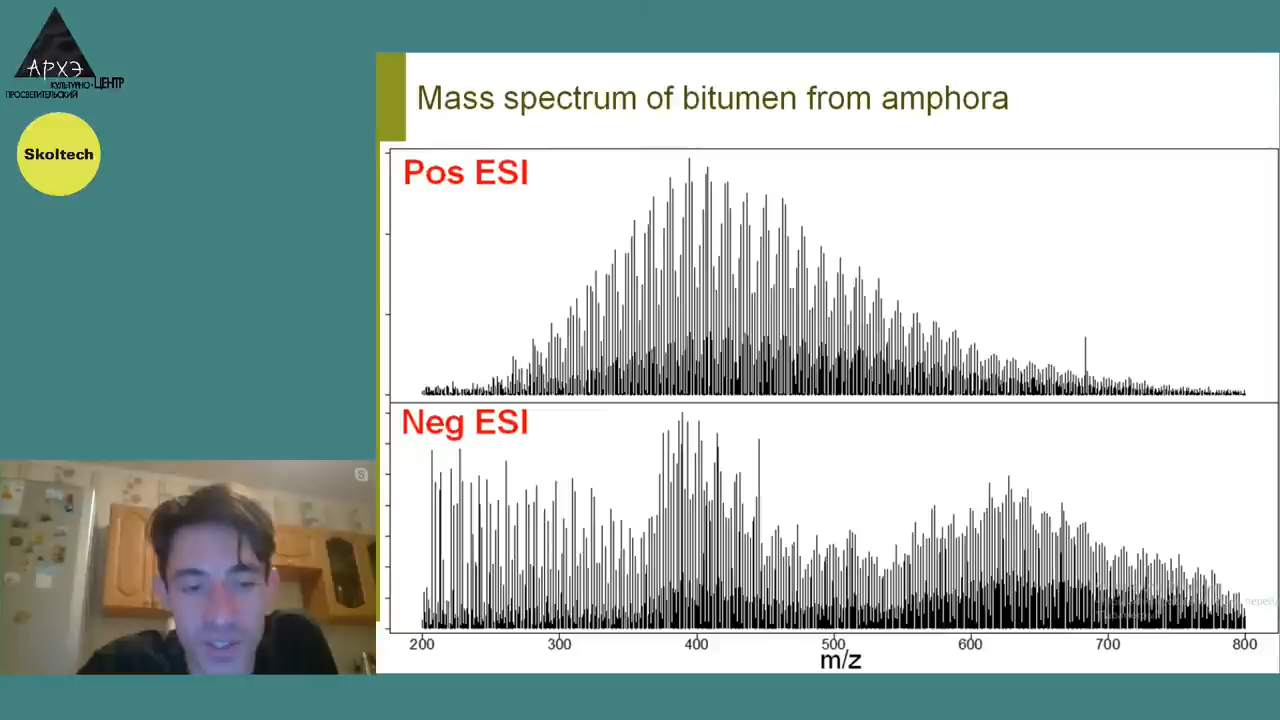 АРХЭ
КУЛЬТУРНО-ЦЕНТР
ПРОСВЕТИТЕЛЬСКИЙ
Skoltech
Mass spectrum of bitumen from amphora
Pos ESI
Neg ESI
200 300 400 500 600 700 800
m/z